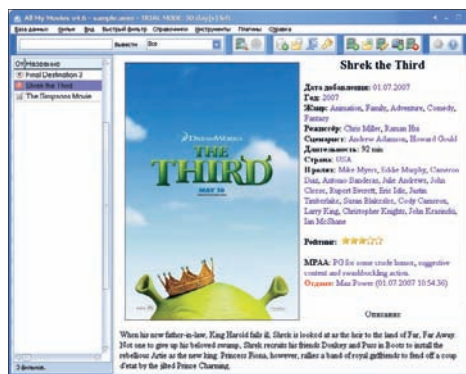 All My Movies v4.6 - sample.amm - TRIAL MODE: 30 day(s) left
База данных Фильм Вид Быстрый фильтр Справочники Инструменты Плагины Справка
Вывести Все
От Название
Final Destination 3
Shrek the Third
The Simpsons Movie
3 фильмов.
DREAMWORKS
THE
THIRD
MAY 18
Shrek the Third
Дата добавления: 01.07.2007
Год: 2007
Жанр: Animation, Family, Adventure, Comedy,
Fantasy
Режиссёр: Chris Miller, Raman Hui
Сценарист: Andrew Adamson, Howard Gould
Длительность: 92 min
Страна: USA
В ролях: Mike Myers, Eddie Murphy, Cameron
Diaz, Antonio Banderas, Julie Andrews, John
Cleese, Rupert Everett, Eric Idle, Justin
Timberlake, Susan Blakeslee, Cody Cameron,
Larry King, Christopher Knights, John Krasinski,
Ian McShane
Рейтинг:
MPAA: PG for some crude humor, suggestive
content and swashbuckling action.
Отдано: Max Power (01.07.2007 10:54:36)
Описание
When his new father-in-law, King Harold falls ill, Shrek is looked at as the heir to the land of Far, Far Away.
Not one to give up his beloved swamp, Shrek recruits his friends Donkey and Puss in Boots to install the
rebellious Artie as the new king. Princess Fiona, however, rallies a band of royal girlfriends to fend off a coup
d'etat by the jilted Prince Charming.